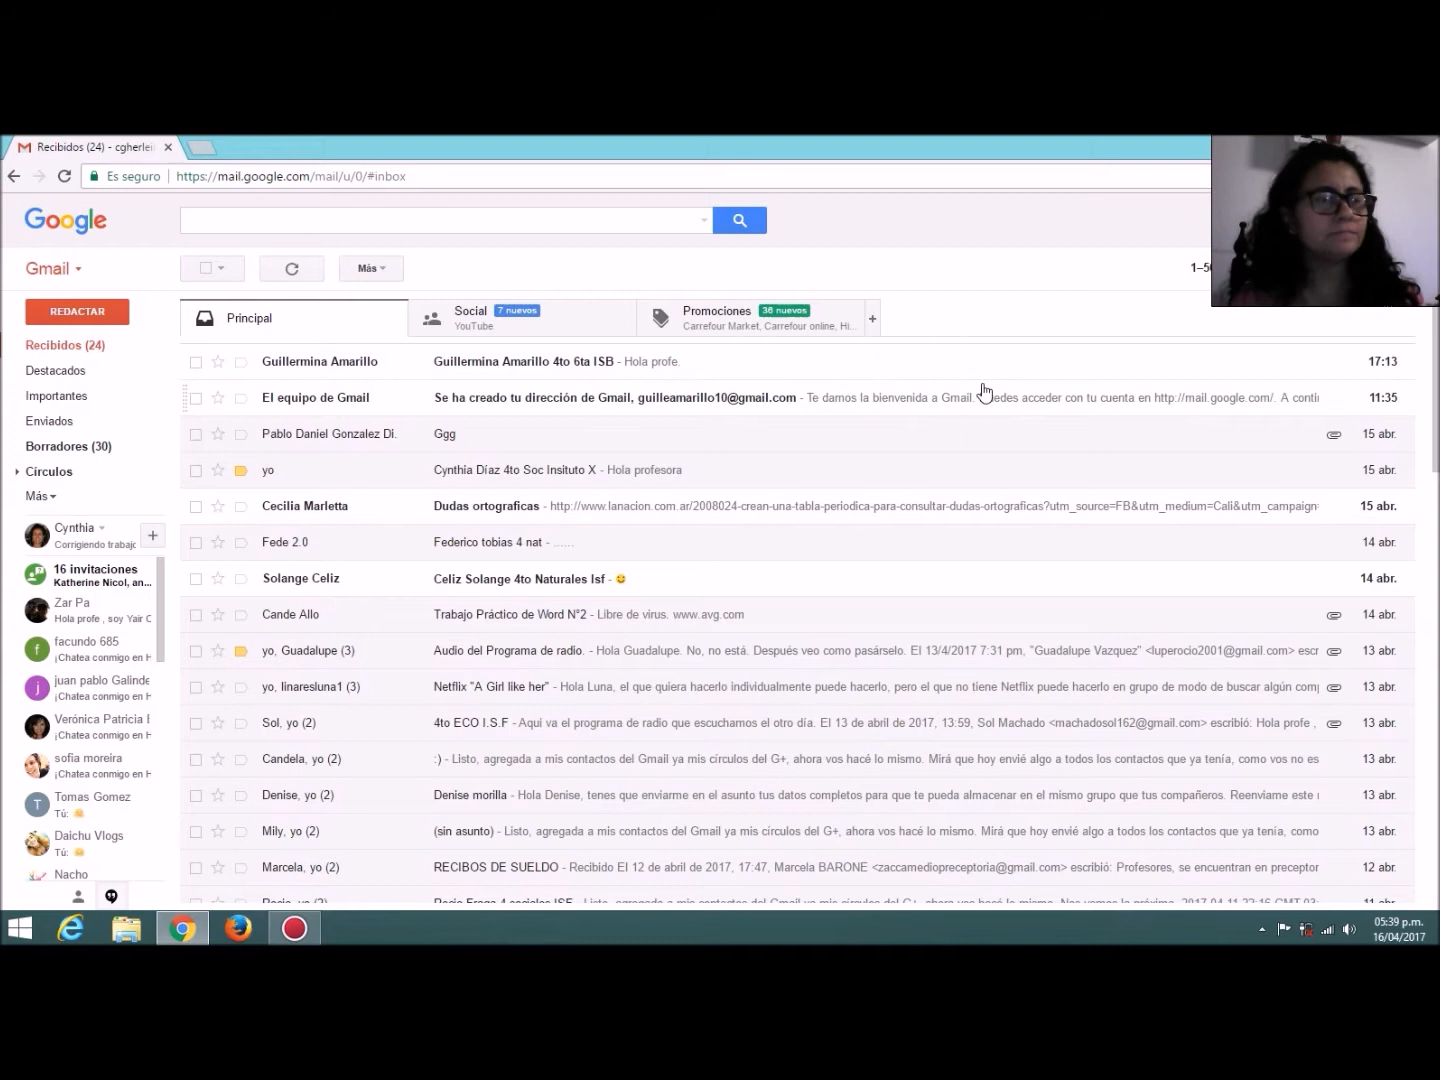 Recibidos (24) - cgherlei
Es seguro
https://mail.google.com/mail/u/0/#inbox
Google
Gmail
Más
1–50
REDACTAR
Principal
Social 7 nuevos
YouTube
Promociones 36 nuevos
Carrefour Market, Carrefour online, Hi...
+
Recibidos (24)
Destacados
Importantes
Enviados
Borradores (30)
Círculos
Más
Guillermina Amarillo Guillermina Amarillo 4to 6ta ISB - Hola profe. 17:13
El equipo de Gmail Se ha creado tu dirección de Gmail, guilleamarillo10@gmail.com - Te damos la bienvenida a Gmail. edes acceder con tu cuenta en http://mail.google.com/. A contin 11:35
Pablo Daniel Gonzalez Di. Ggg 15 abr.
yo Cynthia Díaz 4to Soc Insituto X - Hola profesora 15 abr.
Cecilia Marletta Dudas ortograficas - http://www.lanacion.com.ar/2008024-crean-una-tabla-periodica-para-consultar-dudas-ortograficas?utm_source=FB&utm_medium=Cali&utm_campaign= 15 abr.
Fede 2.0 Federico tobias 4 nat - ...... 14 abr.
Solange Celiz Celiz Solange 4to Naturales Isf - 14 abr.
Cande Allo Trabajo Práctico de Word N°2 - Libre de virus. www.avg.com 14 abr.
yo, Guadalupe (3) Audio del Programa de radio. - Hola Guadalupe. No, no está. Después veo como pasárselo. El 13/4/2017 7:31 pm, "Guadalupe Vazquez" <luperocio2001@gmail.com> escr 13 abr.
yo, linaresluna1 (3) Netflix "A Girl like her" - Hola Luna, el que quiera hacerlo individualmente puede hacerlo, pero el que no tiene Netflix puede hacerlo en grupo de modo de buscar algún comp 13 abr.
Sol, yo (2) 4to ECO I.S.F - Aqui va el programa de radio que escuchamos el otro día. El 13 de abril de 2017, 13:59, Sol Machado <machadosol162@gmail.com> escribió: Hola profe , 13 abr.
Candela, yo (2) :) - Listo, agregada a mis contactos del Gmail ya mis círculos del G+, ahora vos hacé lo mismo. Mirá que hoy envié algo a todos los contactos que ya tenía, como vos no es 13 abr.
Denise, yo (2) Denise morilla - Hola Denise, tenes que enviarme en el asunto tus datos completos para que te pueda almacenar en el mismo grupo que tus compañeros. Reenviame este r 13 abr.
Mily, yo (2) (sin asunto) - Listo, agregada a mis contactos del Gmail ya mis círculos del G+, ahora vos hacé lo mismo. Mirá que hoy envié algo a todos los contactos que ya tenía, como 13 abr.
Marcela, yo (2) RECIBOS DE SUELDO - Recibido El 12 de abril de 2017, 17:47, Marcela BARONE <zaccamediopreceptoria@gmail.com> escribió: Profesores, se encuentran en preceptor 12 abr.
Cynthia
Corrigiendo trabajc
16 invitaciones
Katherine Nicol, an...
Zar Pa
Hola profe , soy Yair C
facundo 685
¡Chatea conmigo en H
juan pablo Galinde
¡Chatea conmigo en H
Verónica Patricia E
¡Chatea conmigo en H
sofia moreira
¡Chatea conmigo en H
Tomas Gomez
Tú:
Daichu Vlogs
Tú:
Nacho
05:39 p.m.
16/04/2017